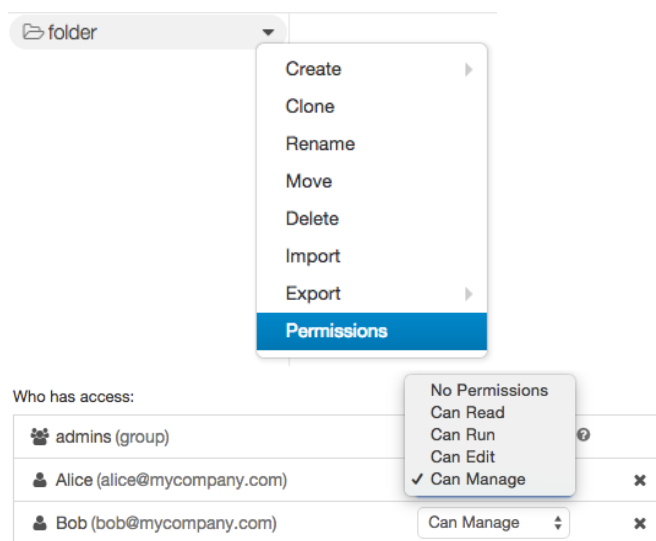 folder
Create
Clone
Rename
Move
Delete
Import
Export
Permissions
Who has access:
No Permissions
Can Read
admins (group)
Can Run
Can Edit
Alice (alice@mycompany.com)
✓ Can Manage
Bob (bob@mycompany.com)
Can Manage